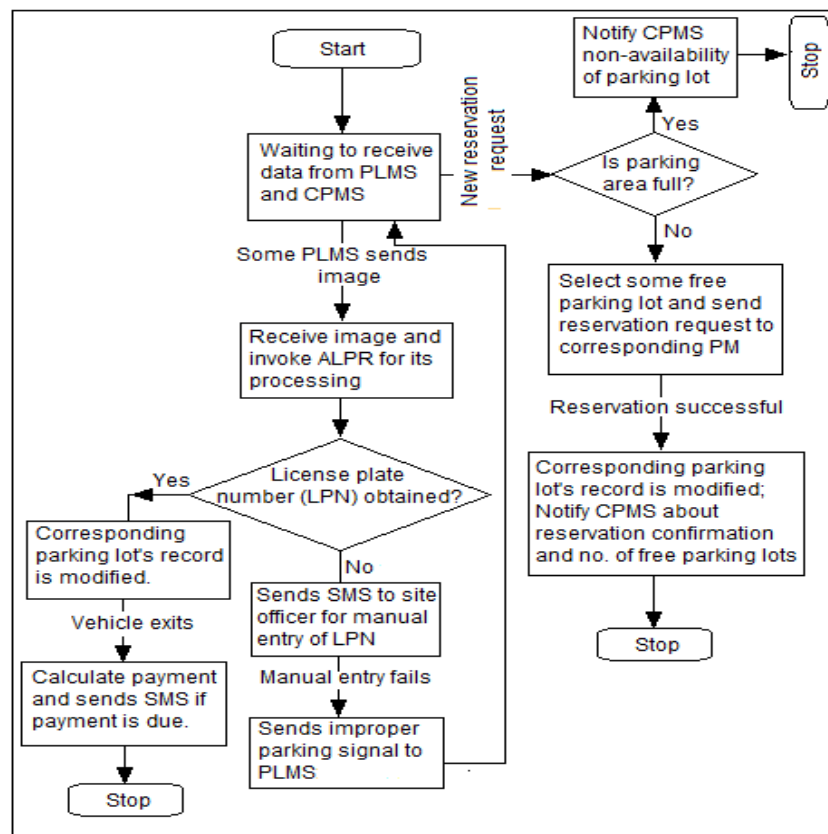 Start
Waiting to receive
data from PLMS
and CPMS
New reservation
request
Is parking
area full?
Yes
Notify CPMS
non-availability
of parking lot
Stop
No
Select some free
parking lot and send
reservation request to
corresponding PM
Reservation successful
Corresponding parking
lot's record is modified;
Notify CPMS about
reservation confirmation
and no. of free parking lots
Stop
Some PLMS sends
image
Receive image and
invoke ALPR for its
processing
License plate
number (LPN) obtained?
Yes
Corresponding
parking lot's record
is modified.
Vehicle exits
Calculate payment
and sends SMS if
payment is due.
Stop
No
Sends SMS to site
officer for manual
entry of LPN
Manual entry fails
Sends improper
parking signal to
PLMS